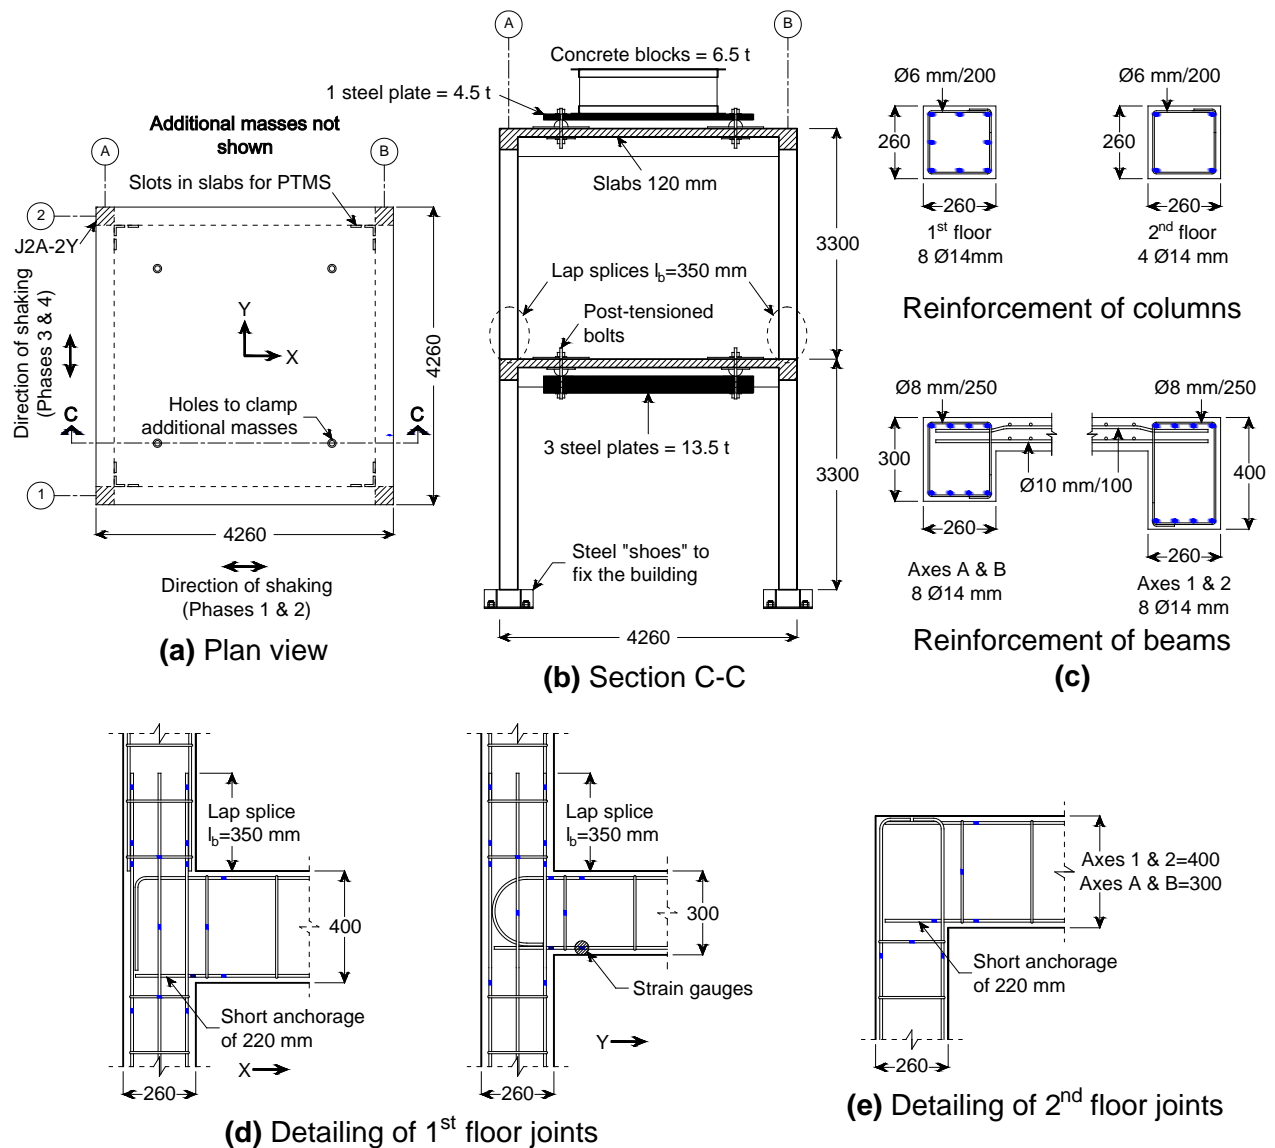 Additional masses not
shown
A
B
Slots in slabs for PTMS
2
J2A-2Y
Direction of shaking
(Phases 3 & 4)
Y
X
4260
C
Holes to clamp
additional masses
C
1
4260
Direction of shaking
(Phases 1 & 2)
(a) Plan view
A
B
Concrete blocks = 6.5 t
1 steel plate = 4.5 t
Slabs 120 mm
3300
Lap splices l_b=350 mm
Post-tensioned
bolts
3 steel plates = 13.5 t
3300
Steel "shoes" to
fix the building
4260
(b) Section C-C
Ø6 mm/200
Ø6 mm/200
260
260
260
260
1st floor
8 Ø14mm
2nd floor
4 Ø14 mm
Reinforcement of columns
Ø8 mm/250
Ø8 mm/250
300
400
Ø10 mm/100
260
260
Axes A & B
8 Ø14 mm
Axes 1 & 2
8 Ø14 mm
Reinforcement of beams
(c)
Lap splice
l_b=350 mm
400
Short anchorage
of 220 mm
X
260
Lap splice
l_b=350 mm
300
Strain gauges
Y
260
(d) Detailing of 1st floor joints
Axes 1 & 2=400
Axes A & B=300
Short anchorage
of 220 mm
260
(e) Detailing of 2nd floor joints